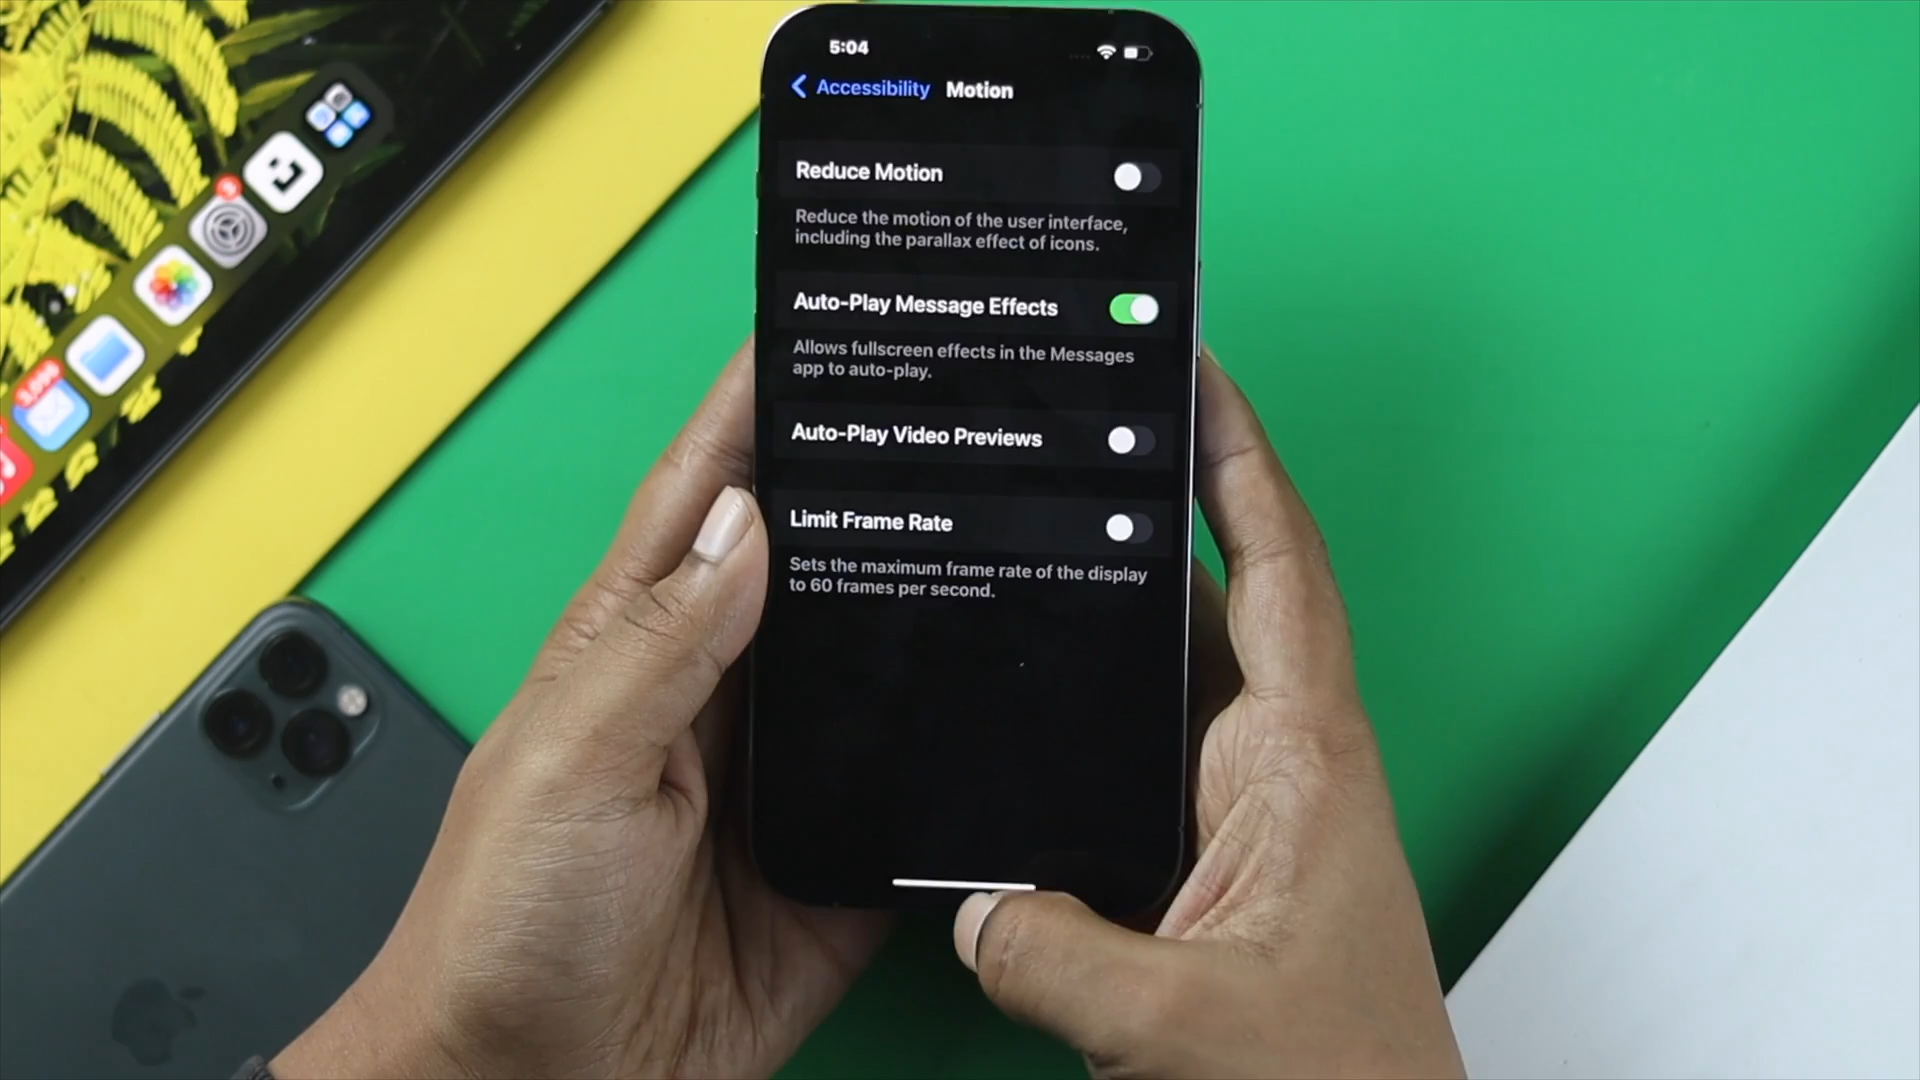 5:04
Accessibility Motion
Reduce Motion
Reduce the motion of the user interface,
including the parallax effect of icons.
Auto-Play Message Effects
Allows fullscreen effects in the Messages
app to auto-play.
Auto-Play Video Previews
Limit Frame Rate
Sets the maximum frame rate of the display
to 60 frames per second.